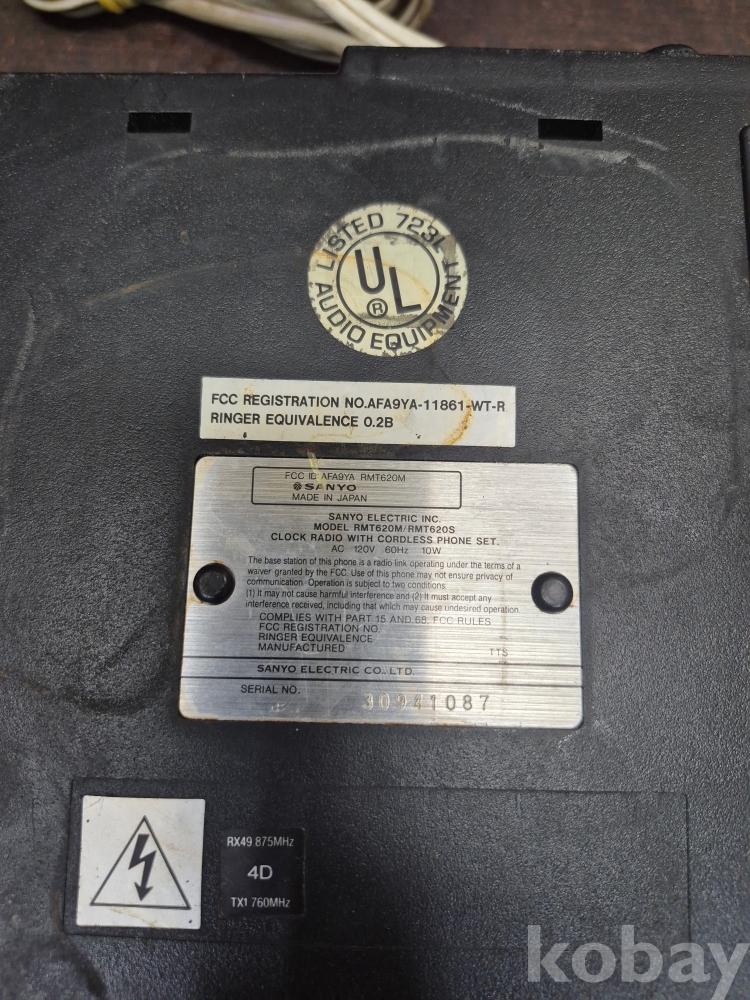 LISTED 723L
UL
®
AUDIO EQUIPMENT
FCC REGISTRATION NO.AFA9YA-11861-WT-R
RINGER EQUIVALENCE 0.2B
FCC ID AFA9YA RMT620M
SANYO
MADE IN JAPAN
SANYO ELECTRIC INC.
MODEL RMT620M/RMT620S
CLOCK RADIO WITH CORDLESS PHONE SET.
AC 120V 60Hz 10W
The base station of this phone is a radio link operating under the terms of a
waiver granted by the FCC. Use of this phone may not ensure privacy of
communication. Operation is subject to two conditions:
(1) It may not cause harmful interference and (2) It must accept any
interference received, including that which may cause undesired operation.
COMPLIES WITH PART 15 AND 68, FCC RULES
FCC REGISTRATION NO.
RINGER EQUIVALENCE
MANUFACTURED
TTS
SANYO ELECTRIC CO., LTD.
SERIAL NO. 30941087
RX49.875MHz
4D
TX1.760MHz
kobay